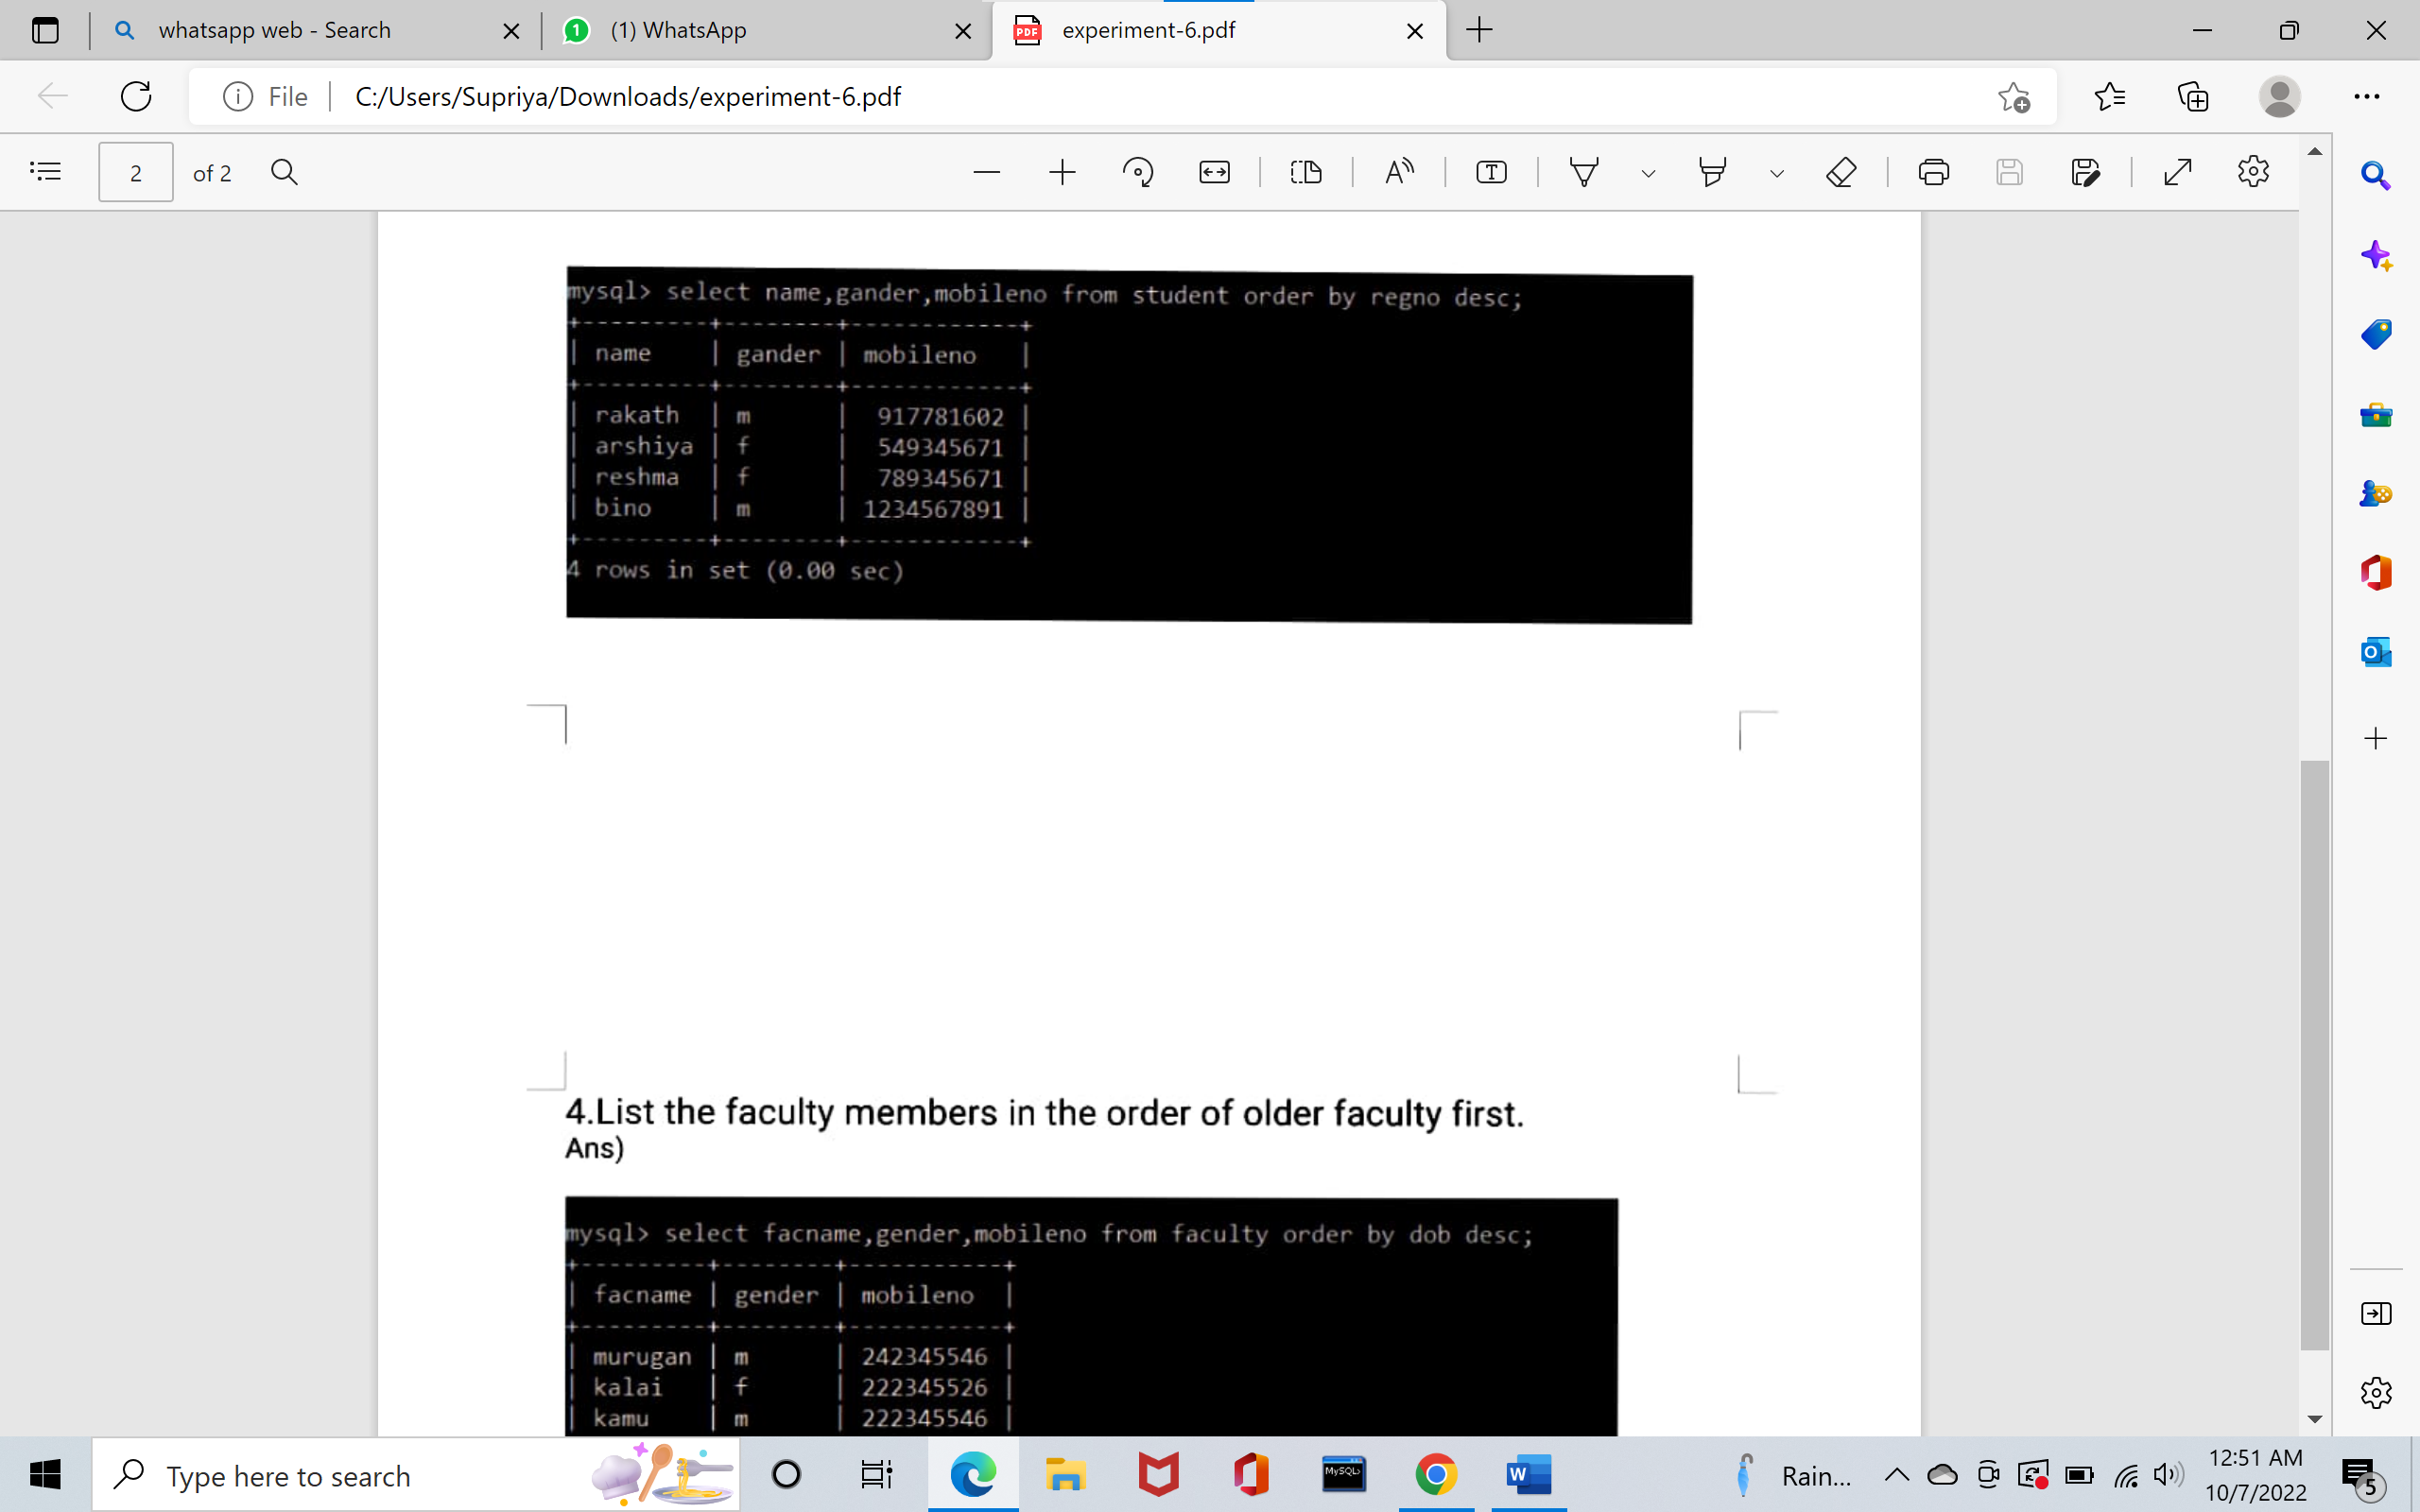 whatsapp web - Search
(1) WhatsApp
experiment-6.pdf
File
C:/Users/Supriya/Downloads/experiment-6.pdf
2
of 2
mysql> select name,gander,mobileno from student order by regno desc;
+---------+--------+------------+
| name    | gander | mobileno   |
+---------+--------+------------+
| rakath  | m      |  917781602 |
| arshiya | f      |  549345671 |
| reshma  | f      |  789345671 |
| bino    | m      | 1234567891 |
+---------+--------+------------+
4 rows in set (0.00 sec)
4.List the faculty members in the order of older faculty first.
Ans)
mysql> select facname,gender,mobileno from faculty order by dob desc;
+---------+--------+-----------+
| facname | gender | mobileno  |
+---------+--------+-----------+
| murugan | m      | 242345546 |
| kalai   | f      | 222345526 |
| kamu    | m      | 222345546 |
Type here to search
Rain...
12:51 AM
10/7/2022
5